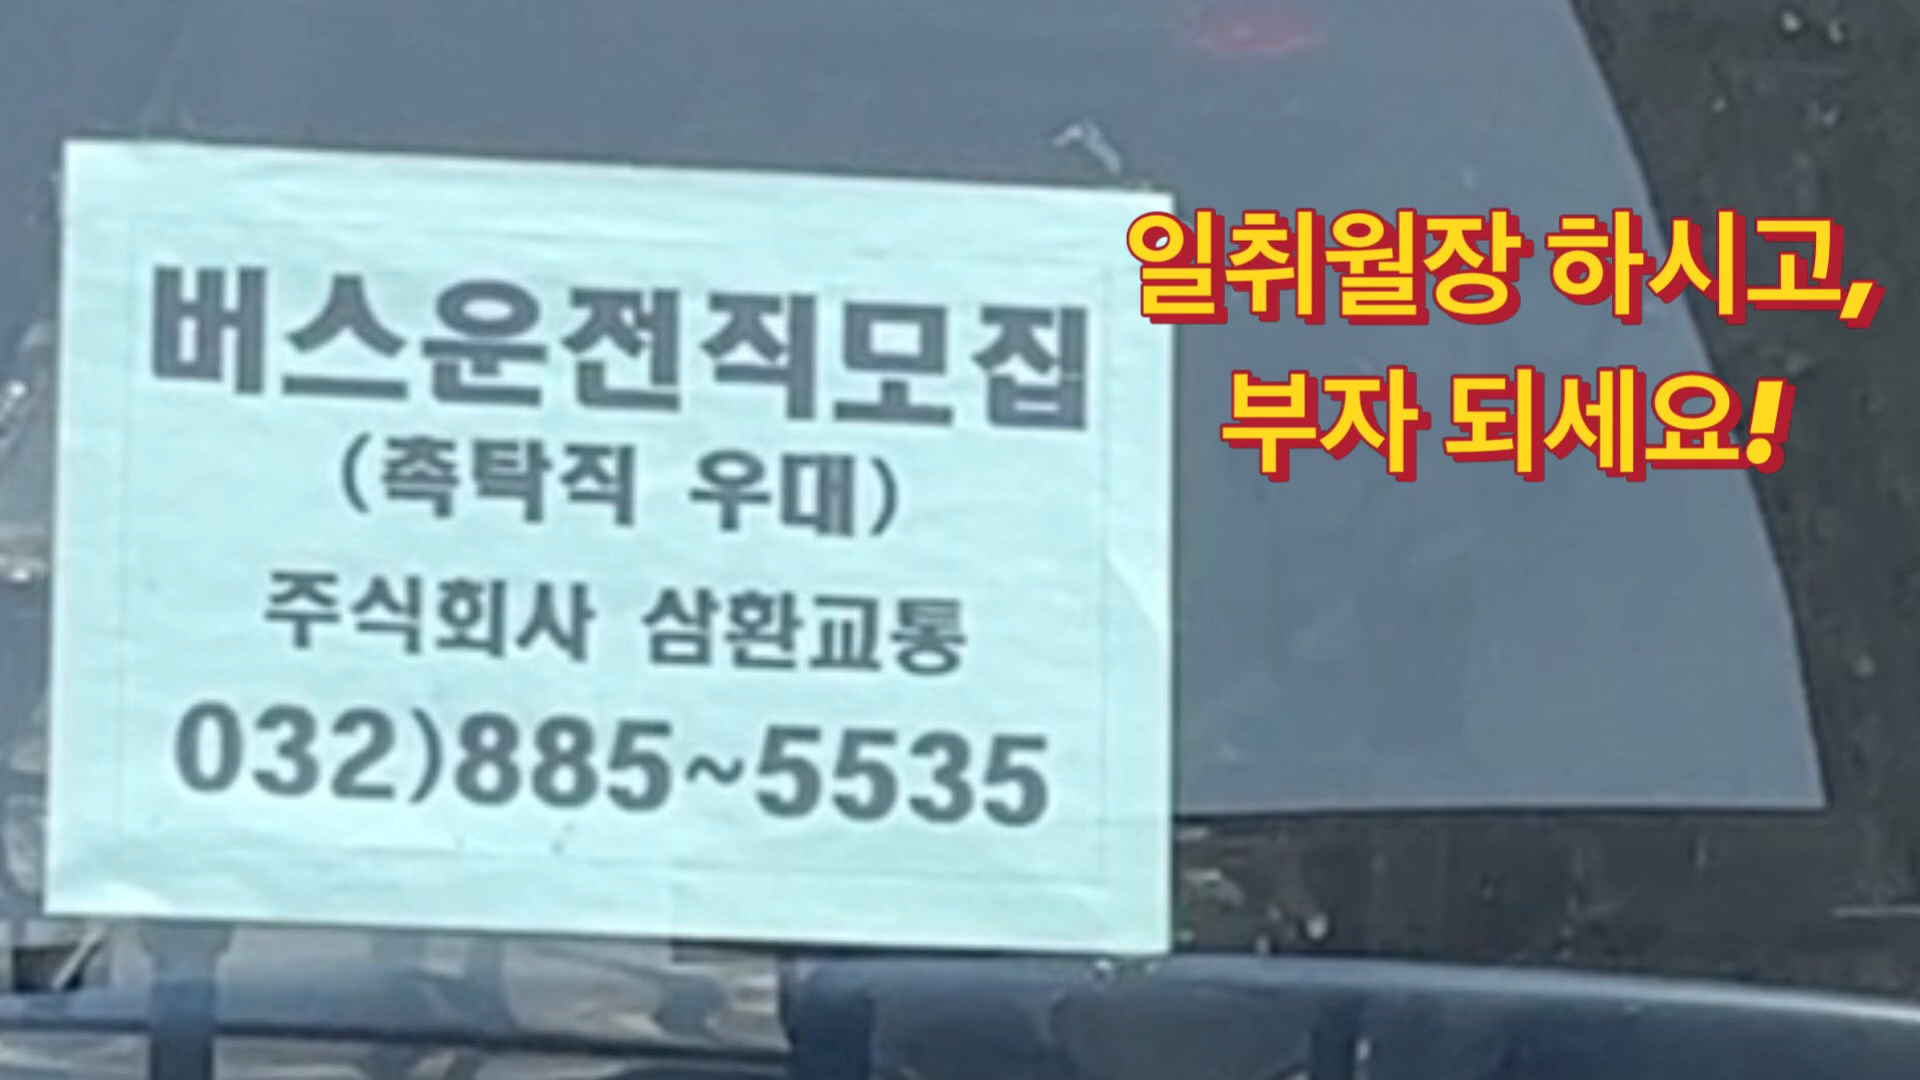 버스운전직모집
(촉탁직 우대)
주식회사 삼환교통
032)885~5535
일취월장 하시고,
부자 되세요!